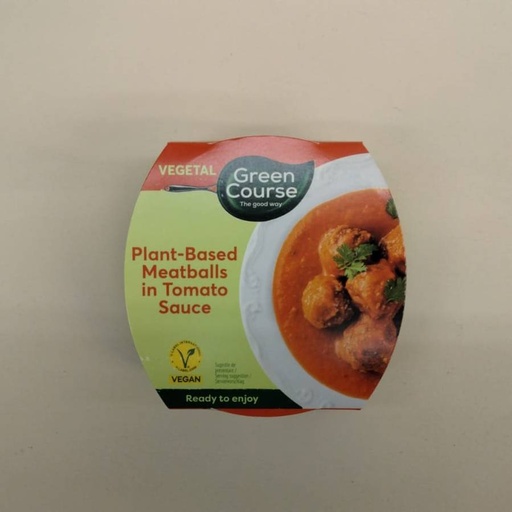 VEGETAL
Green
Course
The good way
Plant-Based
Meatballs
in Tomato
Sauce
VEGAN
Ready to enjoy